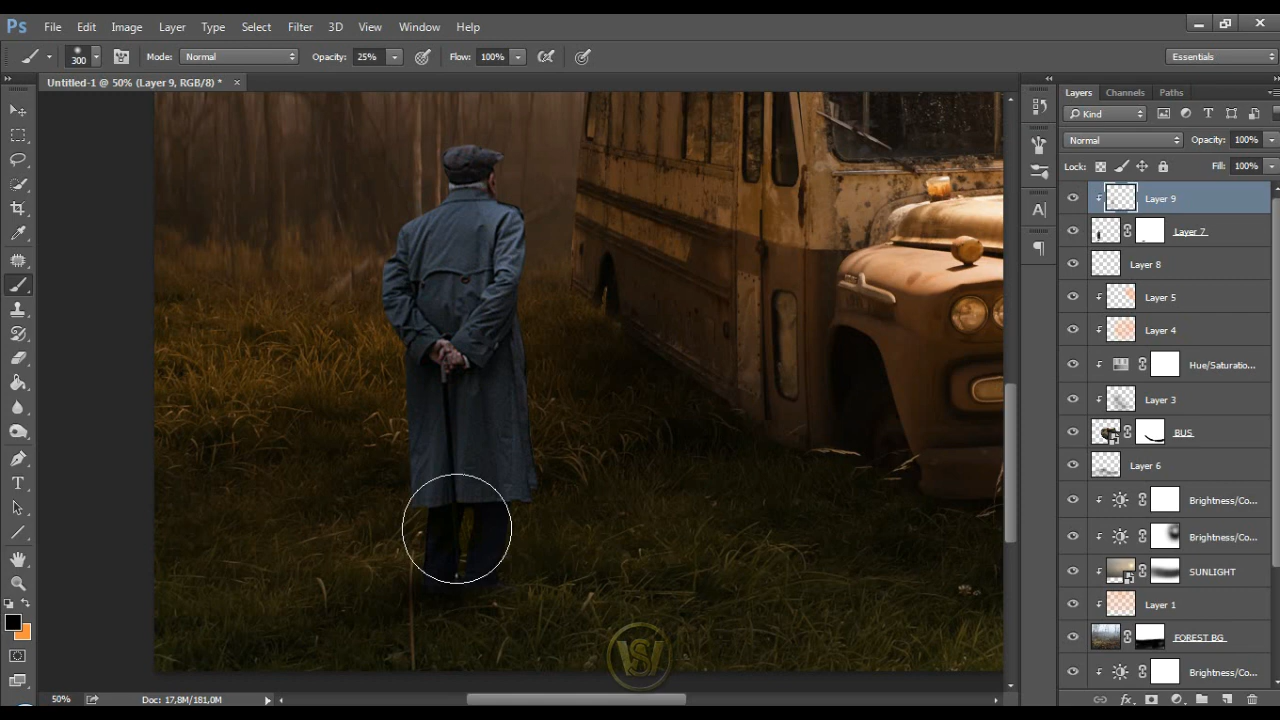 Ps File Edit Image Layer Type Select Filter 3D View Window Help
300 Mode: Normal Opacity: 25% Flow: 100% Essentials
Untitled-1 @ 50% (Layer 9, RGB/8) * ×
Layers Channels Paths
Kind
Normal Opacity: 100%
Lock: Fill: 100%
Layer 9
Layer 7
Layer 8
Layer 5
Layer 4
Hue/Saturatio...
Layer 3
BUS
Layer 6
Brightness/Co...
Brightness/Co...
SUNLIGHT
Layer 1
FOREST BG
Brightness/Co...
50% Doc: 17,8M/181,0M